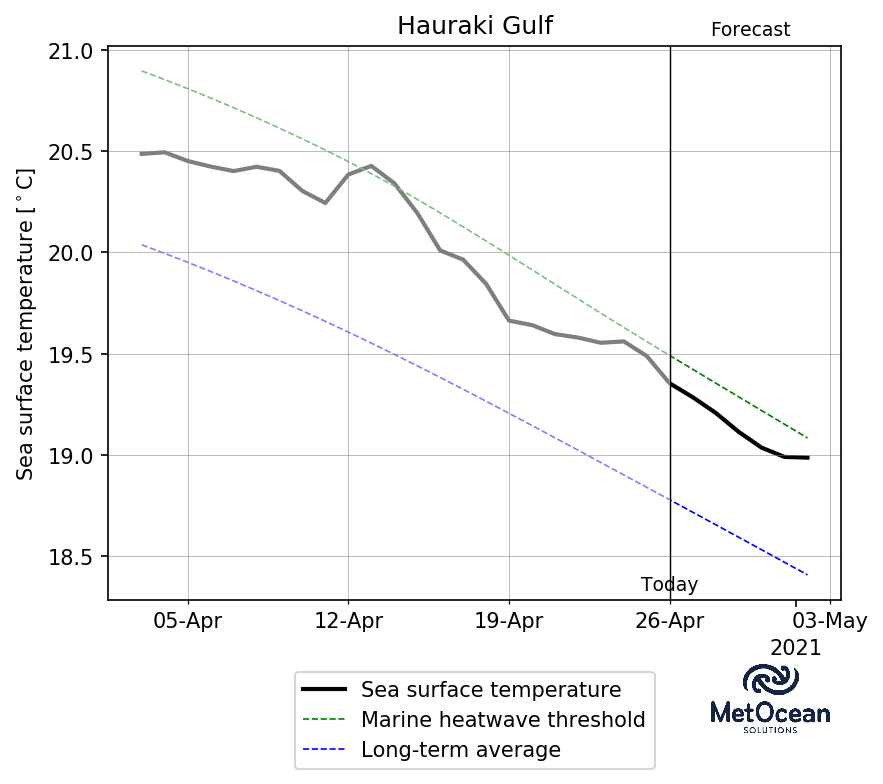 Hauraki Gulf
Forecast
Sea surface temperature [°C]
21.0
20.5
20.0
19.5
19.0
18.5
Today
05-Apr
12-Apr
19-Apr
26-Apr
03-May
2021
Sea surface temperature
Marine heatwave threshold
Long-term average
MetOcean
SOLUTIONS